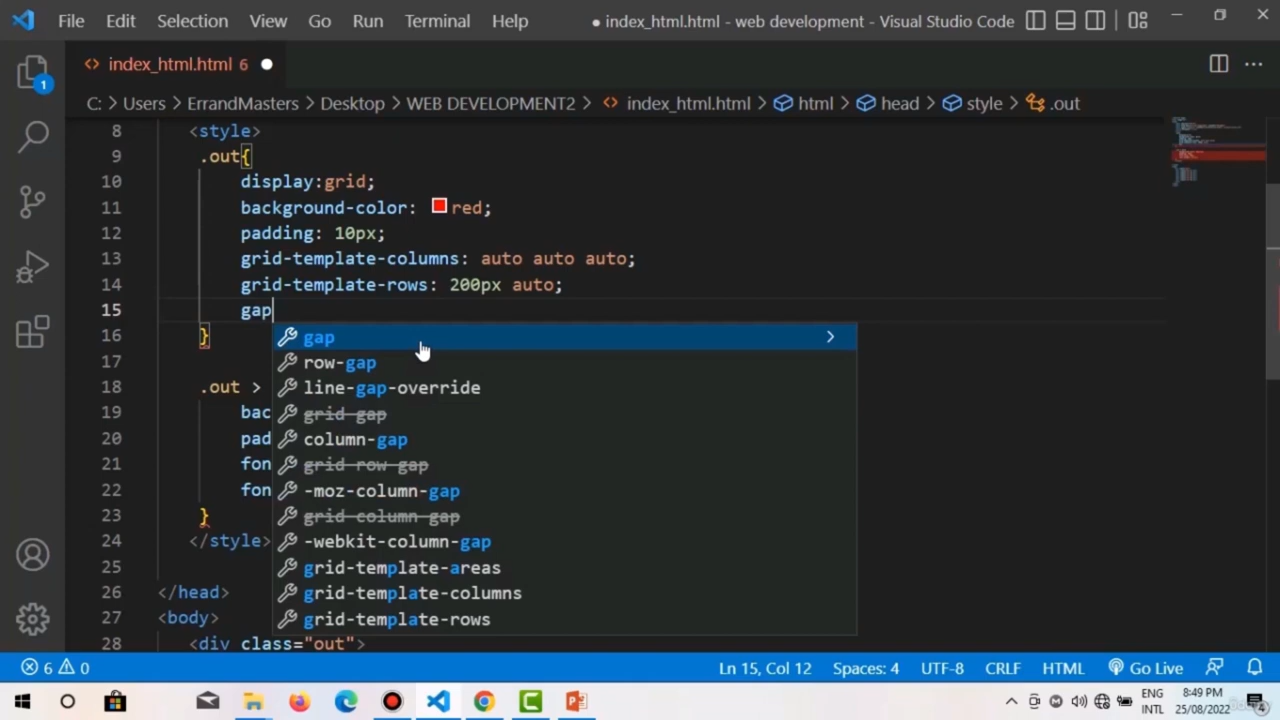 File Edit Selection View Go Run Terminal Help ● index_html.html - web development - Visual Studio Code
index_html.html 6
1
C: > Users > ErrandMasters > Desktop > WEB DEVELOPMENT2 > index_html.html > html > head > style > .out
8 <style>
9 .out{
10 display:grid;
11 background-color: red;
12 padding: 10px;
13 grid-template-columns: auto auto auto;
14 grid-template-rows: 200px auto;
15 gap
16 }
gap
17
row-gap
18 .out >
line-gap-override
19 bac
grid-gap
20 pad
column-gap
21 fon
grid-row-gap
22 fon
-moz-column-gap
23 }
grid-column-gap
24 </style>
-webkit-column-gap
25
grid-template-areas
26 </head>
grid-template-columns
27 <body>
grid-template-rows
28 <div class="out">
6 0 Ln 15, Col 12 Spaces: 4 UTF-8 CRLF HTML Go Live
ENG 8:49 PM
INTL 25/08/2022
4